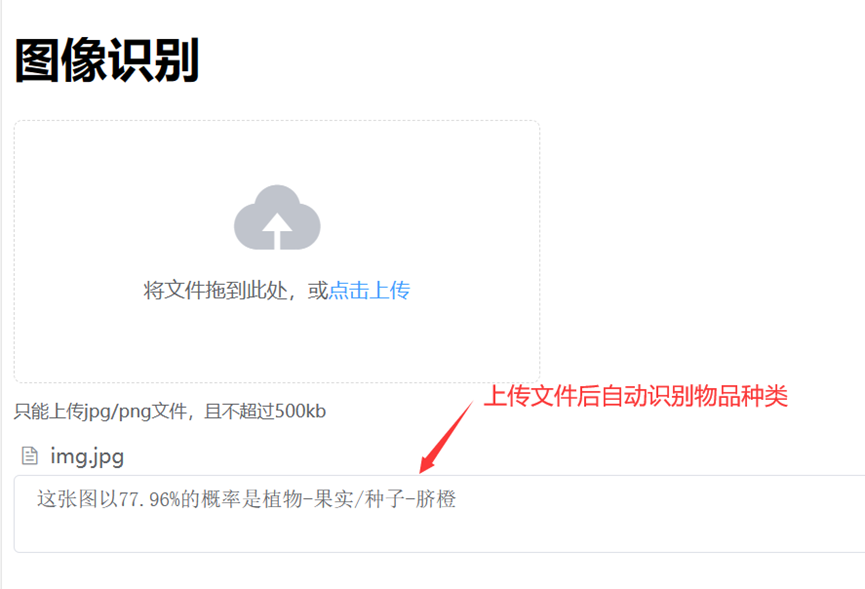 图像识别
将文件拖到此处，或点击上传
上传文件后自动识别物品种类
只能上传jpg/png文件，且不超过500kb
img.jpg
这张图以77.96%的概率是植物-果实/种子-脐橙